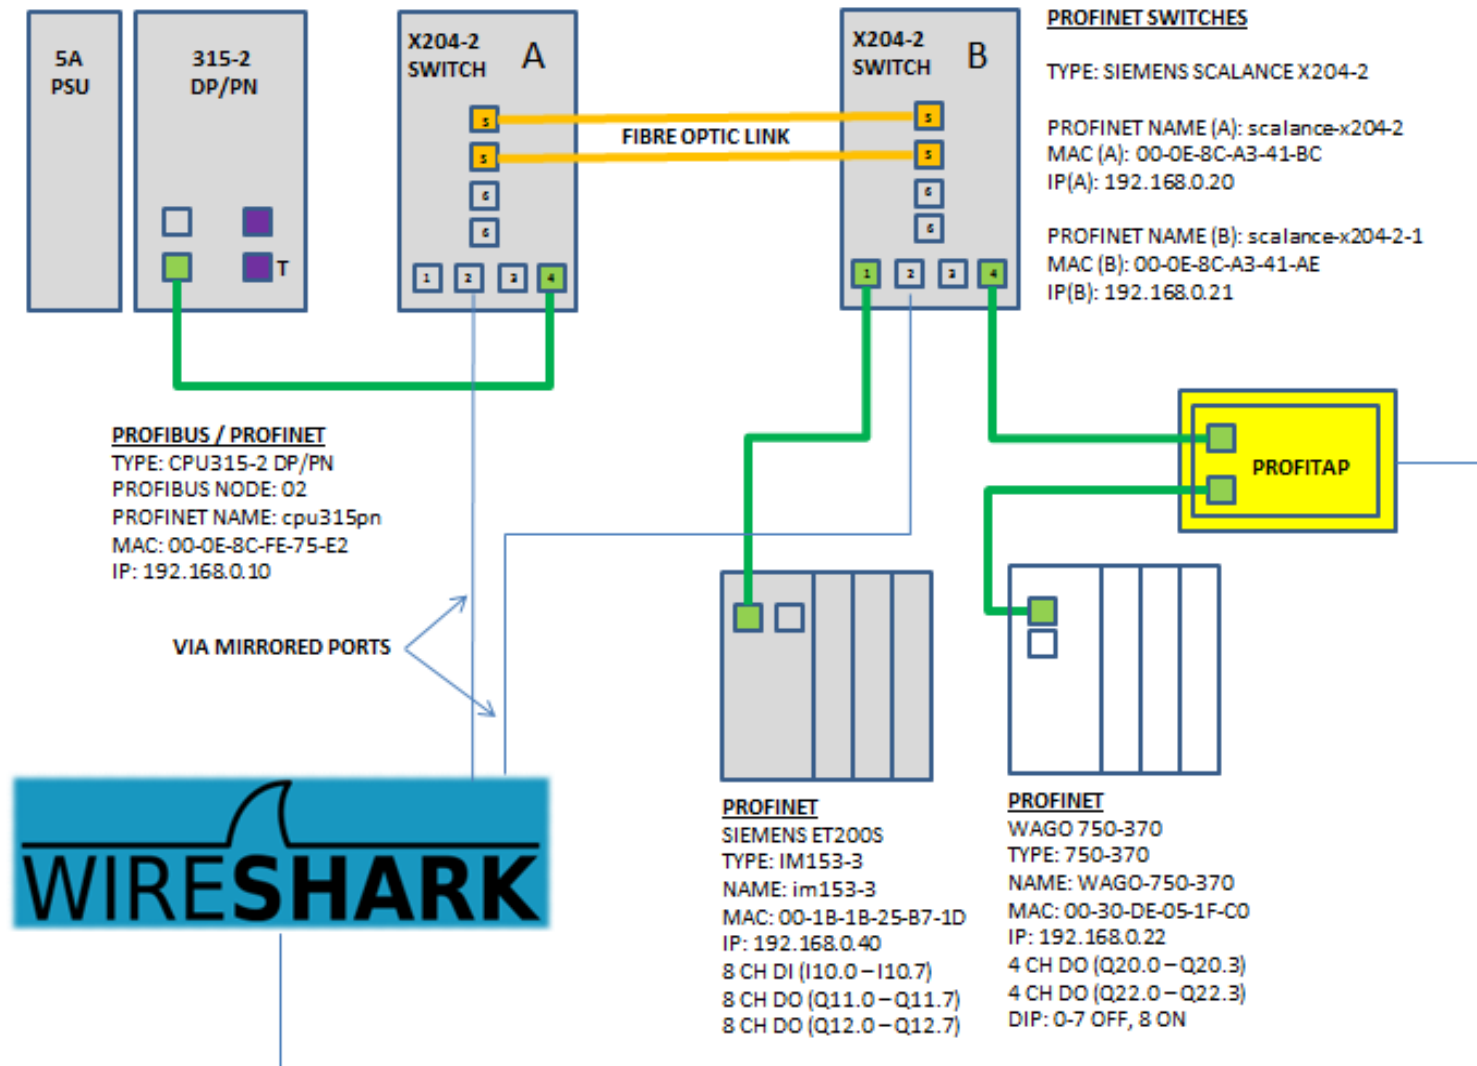 5A
PSU
315-2
DP/PN
T
X204-2
SWITCH
A
5
5
6
6
1
2
3
4
FIBRE OPTIC LINK
X204-2
SWITCH
B
5
5
6
6
1
2
3
4
PROFINET SWITCHES
TYPE: SIEMENS SCALANCE X204-2
PROFINET NAME (A): scalance-x204-2
MAC (A): 00-0E-8C-A3-41-BC
IP(A): 192.168.0.20
PROFINET NAME (B): scalance-x204-2-1
MAC (B): 00-0E-8C-A3-41-AE
IP(B): 192.168.0.21
PROFIBUS / PROFINET
TYPE: CPU315-2 DP/PN
PROFIBUS NODE: 02
PROFINET NAME: cpu315pn
MAC: 00-0E-8C-FE-75-E2
IP: 192.168.0.10
PROFITAP
VIA MIRRORED PORTS
WIRESHARK
PROFINET
SIEMENS ET200S
TYPE: IM153-3
NAME: im153-3
MAC: 00-1B-1B-25-B7-1D
IP: 192.168.0.40
8 CH DI (I10.0 – I10.7)
8 CH DO (Q11.0 – Q11.7)
8 CH DO (Q12.0 – Q12.7)
PROFINET
WAGO 750-370
TYPE: 750-370
NAME: WAGO-750-370
MAC: 00-30-DE-05-1F-C0
IP: 192.168.0.22
4 CH DO (Q20.0 – Q20.3)
4 CH DO (Q22.0 – Q22.3)
DIP: 0-7 OFF, 8 ON